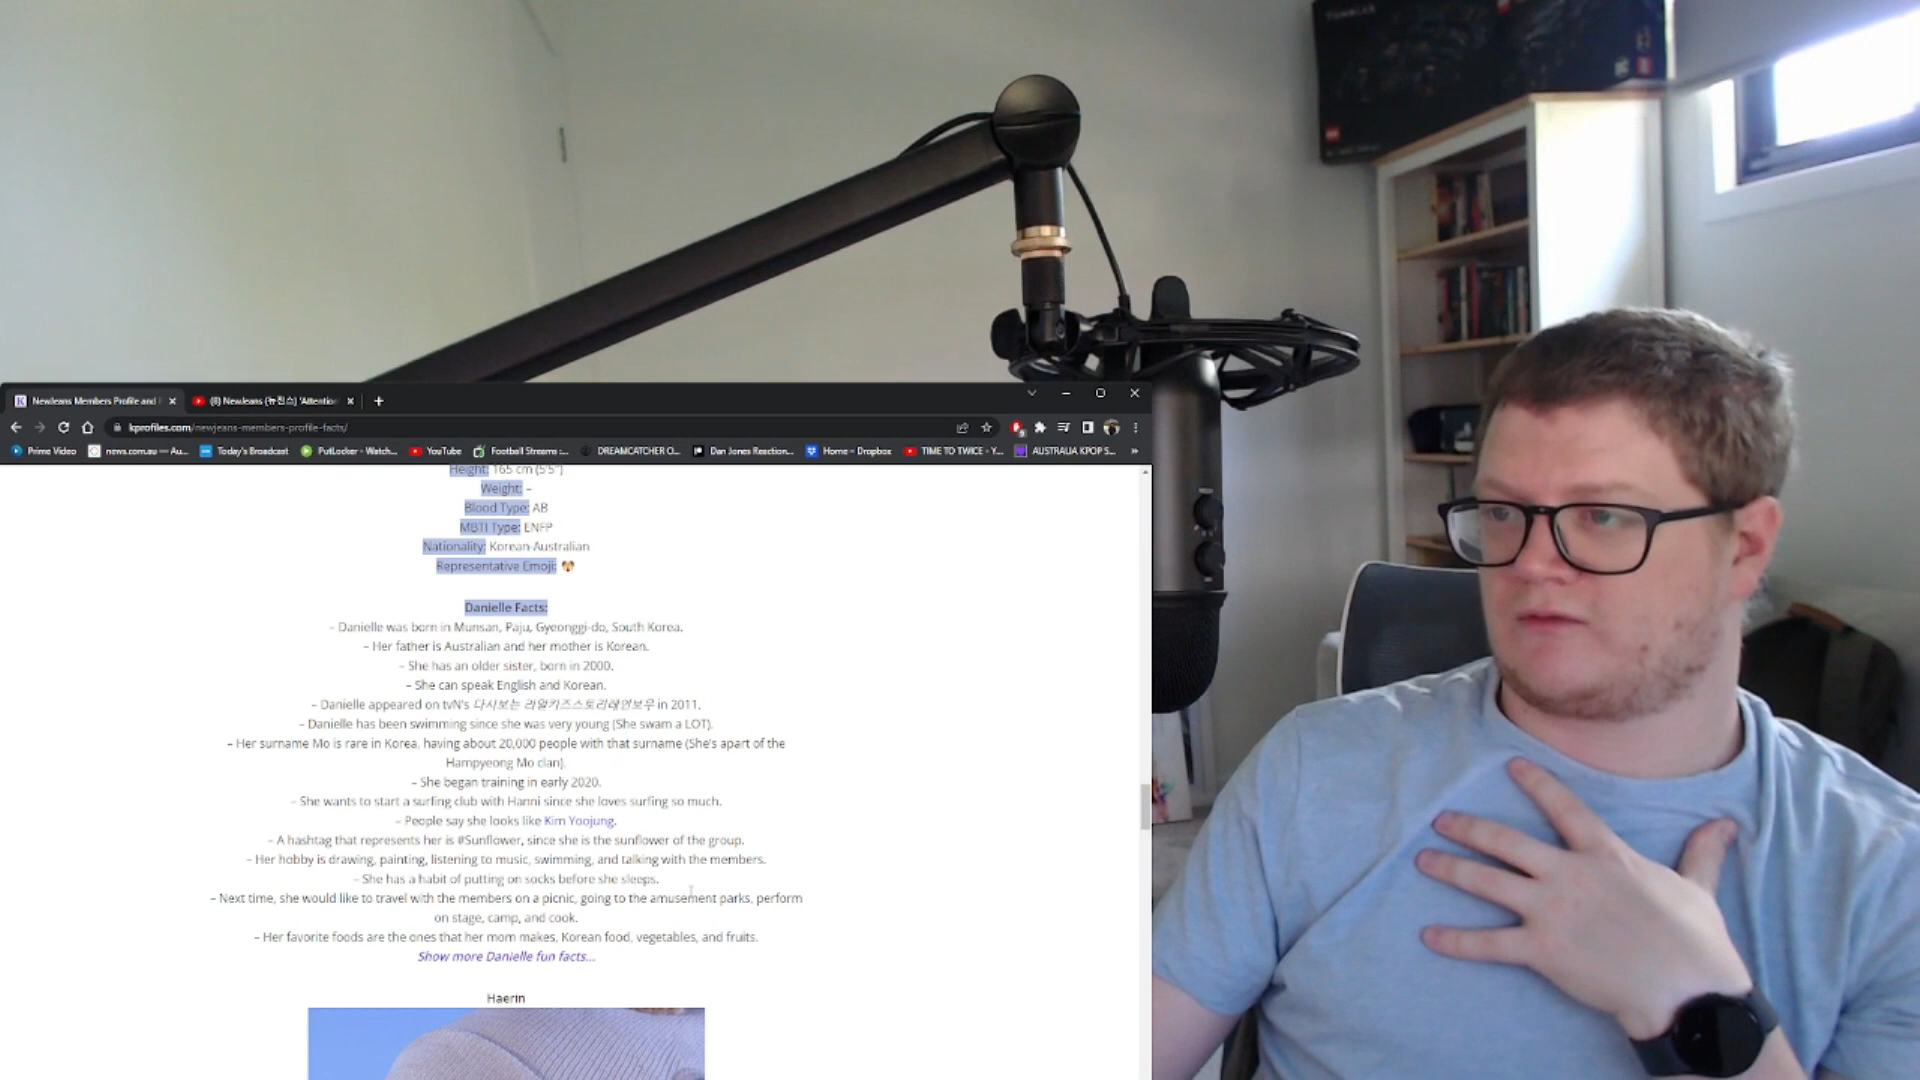 TUMBLER
NewJeans Members Profile and
(8) NewJeans (뉴진스) 'Attention
kprofiles.com/newjeans-members-profile-facts/
Prime Video
news.com.au — Au...
Today's Broadcast
PutLocker - Watch...
YouTube
Football Streams :...
DREAMCATCHER O...
Dan Jones Reaction...
Home – Dropbox
TIME TO TWICE - Y...
AUSTRALIA KPOP S...
»
Height: 165 cm (5'5")
Weight: –
Blood Type: AB
MBTI Type: ENFP
Nationality: Korean-Australian
Representative Emoji: 🐶
Danielle Facts:
– Danielle was born in Munsan, Paju, Gyeonggi-do, South Korea.
– Her father is Australian and her mother is Korean.
– She has an older sister, born in 2000.
– She can speak English and Korean.
– Danielle appeared on tvN's 다시보는 리얼키즈스토리레인보우 in 2011.
– Danielle has been swimming since she was very young (She swam a LOT).
– Her surname Mo is rare in Korea, having about 20,000 people with that surname (She's apart of the
Hampyeong Mo clan).
– She began training in early 2020.
– She wants to start a surfing club with Hanni since she loves surfing so much.
– People say she looks like Kim Yoojung.
– A hashtag that represents her is #Sunflower, since she is the sunflower of the group.
– Her hobby is drawing, painting, listening to music, swimming, and talking with the members.
– She has a habit of putting on socks before she sleeps.
– Next time, she would like to travel with the members on a picnic, going to the amusement parks, perform
on stage, camp, and cook.
– Her favorite foods are the ones that her mom makes, Korean food, vegetables, and fruits.
Show more Danielle fun facts...
Haerin